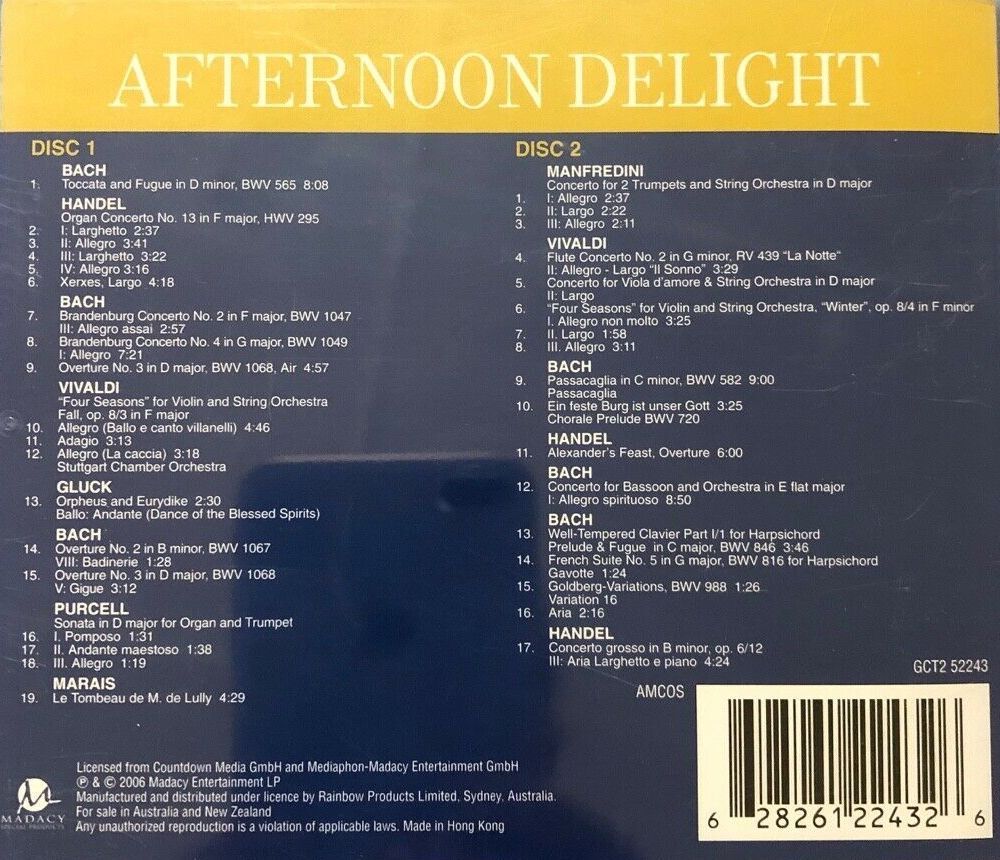 AFTERNOON DELIGHT
DISC 1
BACH
1. Toccata and Fugue in D minor, BWV 565 8:08
HANDEL
Organ Concerto No. 13 in F major, HWV 295
2. I: Larghetto 2:37
3. II: Allegro 3:41
4. III: Larghetto 3:22
5. IV: Allegro 3:16
6. Xerxes, Largo 4:18
BACH
7. Brandenburg Concerto No. 2 in F major, BWV 1047
III: Allegro assai 2:57
8. Brandenburg Concerto No. 4 in G major, BWV 1049
I: Allegro 7:21
9. Overture No. 3 in D major, BWV 1068, Air 4:57
VIVALDI
"Four Seasons" for Violin and String Orchestra
Fall, op. 8/3 in F major
10. Allegro (Ballo e canto villanelli) 4:46
11. Adagio 3:13
12. Allegro (La caccia) 3:18
Stuttgart Chamber Orchestra
GLUCK
13. Orpheus and Eurydike 2:30
Ballo: Andante (Dance of the Blessed Spirits)
BACH
14. Overture No. 2 in B minor, BWV 1067
VIII: Badinerie 1:28
15. Overture No. 3 in D major, BWV 1068
V: Gigue 3:12
PURCELL
Sonata in D major for Organ and Trumpet
16. I. Pomposo 1:31
17. II. Andante maestoso 1:38
18. III. Allegro 1:19
MARAIS
19. Le Tombeau de M. de Lully 4:29
DISC 2
MANFREDINI
Concerto for 2 Trumpets and String Orchestra in D major
1. I: Allegro 2:37
2. II: Largo 2:22
3. III: Allegro 2:11
VIVALDI
4. Flute Concerto No. 2 in G minor, RV 439 "La Notte"
II: Allegro - Largo "Il Sonno" 3:29
5. Concerto for Viola d'amore & String Orchestra in D major
II: Largo
6. "Four Seasons" for Violin and String Orchestra, "Winter", op. 8/4 in F minor
I. Allegro non molto 3:25
7. II. Largo 1:58
8. III. Allegro 3:11
BACH
9. Passacaglia in C minor, BWV 582 9:00
Passacaglia
10. Ein feste Burg ist unser Gott 3:25
Chorale Prelude BWV 720
HANDEL
11. Alexander's Feast, Overture 6:00
BACH
12. Concerto for Bassoon and Orchestra in E flat major
I: Allegro spirituoso 8:50
BACH
13. Well-Tempered Clavier Part I/1 for Harpsichord
Prelude & Fugue in C major, BWV 846 3:46
14. French Suite No. 5 in G major, BWV 816 for Harpsichord
Gavotte 1:24
15. Goldberg-Variations, BWV 988 1:26
Variation 16
16. Aria 2:16
HANDEL
17. Concerto grosso in B minor, op. 6/12
III: Aria Larghetto e piano 4:24
GCT2 52243
AMCOS
6 28261 22432 6
MADACY
SPECIAL PRODUCTS
Licensed from Countdown Media GmbH and Mediaphon-Madacy Entertainment GmbH
℗ & © 2006 Madacy Entertainment LP
Manufactured and distributed under licence by Rainbow Products Limited, Sydney, Australia.
For sale in Australia and New Zealand
Any unauthorized reproduction is a violation of applicable laws. Made in Hong Kong